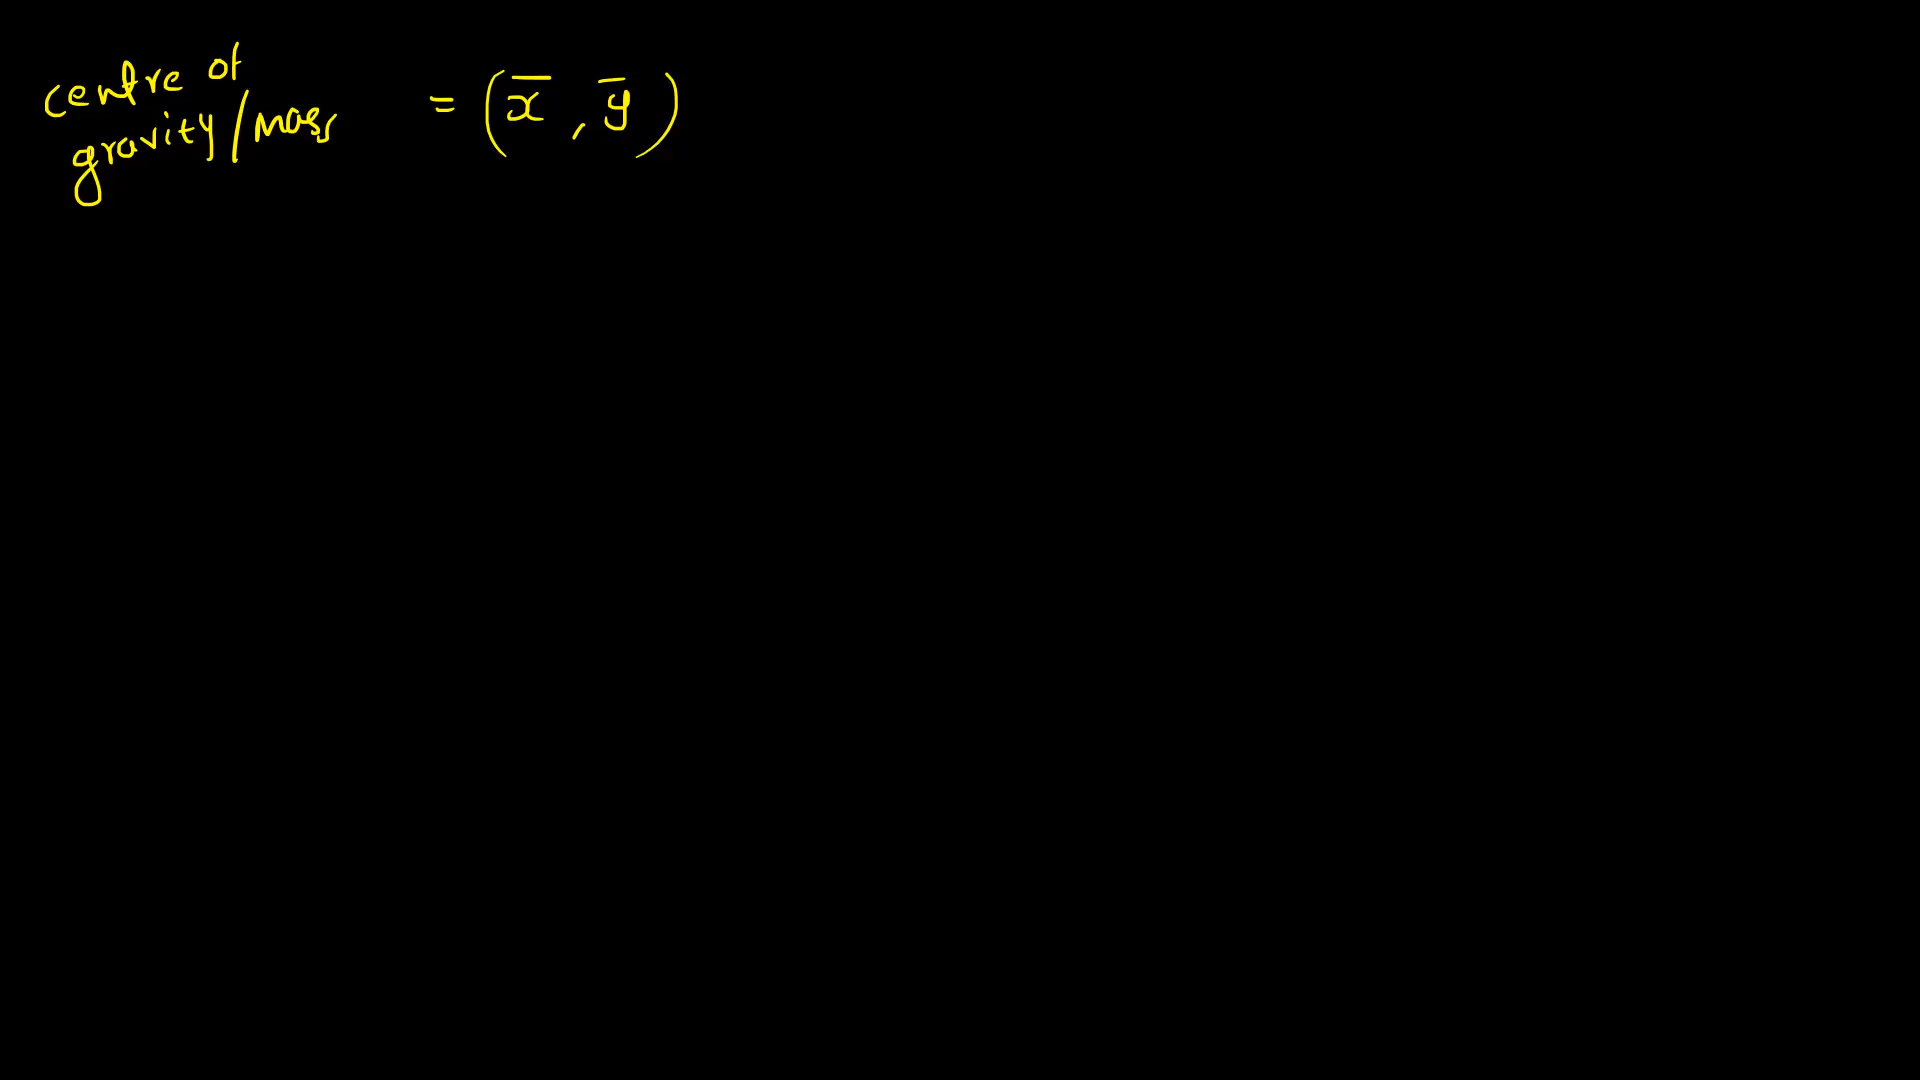 centre of
gravity/mass = (x̅, y̅)